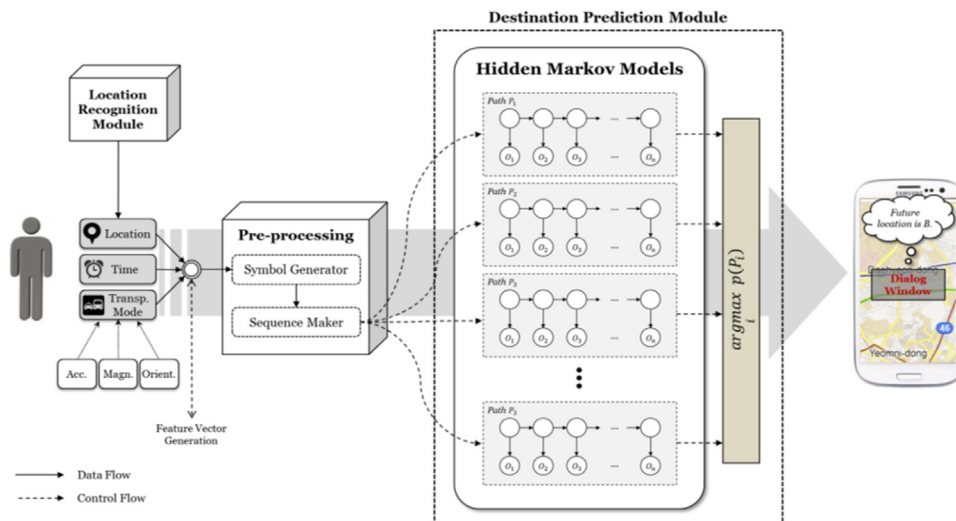 Destination Prediction Module
Hidden Markov Models
Location
Recognition
Module
Location
Time
Transp.
Mode
Acc.
Magn.
Orient.
Feature Vector
Generation
Pre-processing
Symbol Generator
Sequence Maker
Path P₁
...
O₁ O₂ O₃ ... Oₙ
Path P₂
...
O₁ O₂ O₃ ... Oₙ
Path P₃
...
O₁ O₂ O₃ ... Oₙ
Path P₃
...
O₁ O₂ O₃ ... Oₙ
argmax p(Pᵢ)
i
SAMSUNG
Future
location is B.
Dialog
Window
46
Yeomni-dong
Data Flow
Control Flow